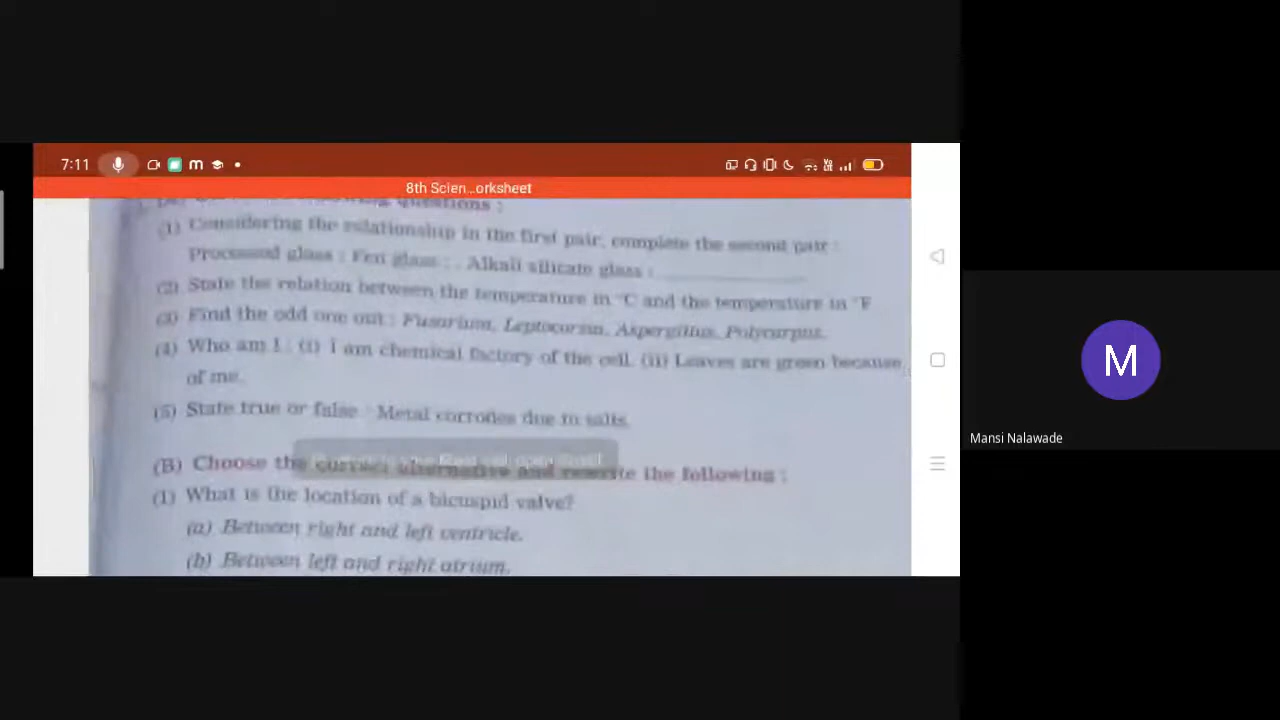 7:11
8th Scien...orksheet
questions :
(1) Considering the relationship in the first pair, complete the second pair :
Processed glass : Fen glass : : Alkali silicate glass :
(2) State the relation between the temperature in °C and the temperature in °F
(3) Find the odd one out : Fusarium, Leptocorsia, Aspergillus, Polycarpus.
(4) Who am I : (i) I am chemical factory of the cell. (ii) Leaves are green because
of me.
(5) State true or false : Metal corrodes due to salts.
(B) Choose the correct alternative and rewrite the following :
(1) What is the location of a bicuspid valve?
(a) Between right and left ventricle.
(b) Between left and right atrium.
M
Mansi Nalawade